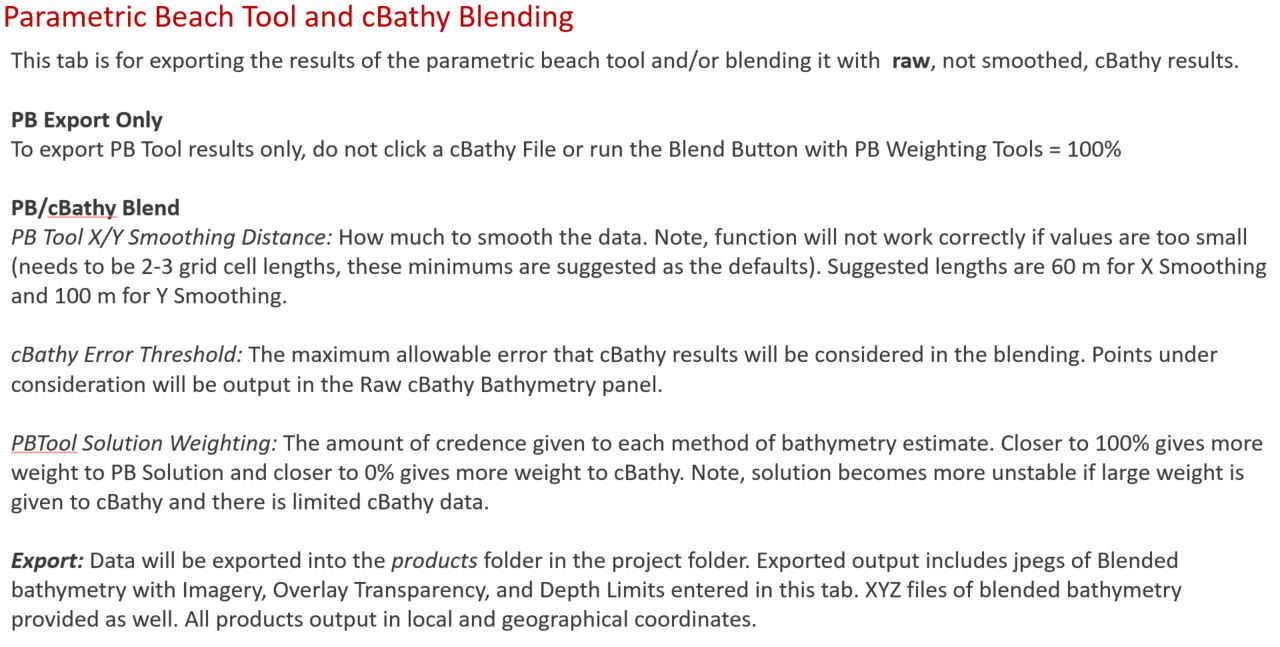 Parametric Beach Tool and cBathy Blending
This tab is for exporting the results of the parametric beach tool and/or blending it with raw, not smoothed, cBathy results.
PB Export Only
To export PB Tool results only, do not click a cBathy File or run the Blend Button with PB Weighting Tools = 100%
PB/cBathy Blend
PB Tool X/Y Smoothing Distance: How much to smooth the data. Note, function will not work correctly if values are too small
(needs to be 2-3 grid cell lengths, these minimums are suggested as the defaults). Suggested lengths are 60 m for X Smoothing
and 100 m for Y Smoothing.
cBathy Error Threshold: The maximum allowable error that cBathy results will be considered in the blending. Points under
consideration will be output in the Raw cBathy Bathymetry panel.
PBTool Solution Weighting: The amount of credence given to each method of bathymetry estimate. Closer to 100% gives more
weight to PB Solution and closer to 0% gives more weight to cBathy. Note, solution becomes more unstable if large weight is
given to cBathy and there is limited cBathy data.
Export: Data will be exported into the products folder in the project folder. Exported output includes jpegs of Blended
bathymetry with Imagery, Overlay Transparency, and Depth Limits entered in this tab. XYZ files of blended bathymetry
provided as well. All products output in local and geographical coordinates.